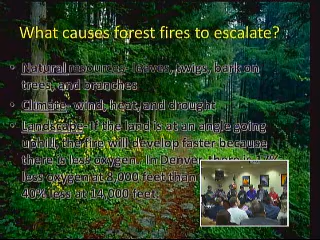 What causes forest fires to escalate?
• Natural resources- leaves, twigs, bark on
trees, and branches
• Climate- wind, heat, and drought
• Landscape- If the land is at an angle going
uphill, the fire will develop faster because
there is less oxygen. In Denver, there is
less oxygen at 8,000 feet than
40% less at 14,000 feet.